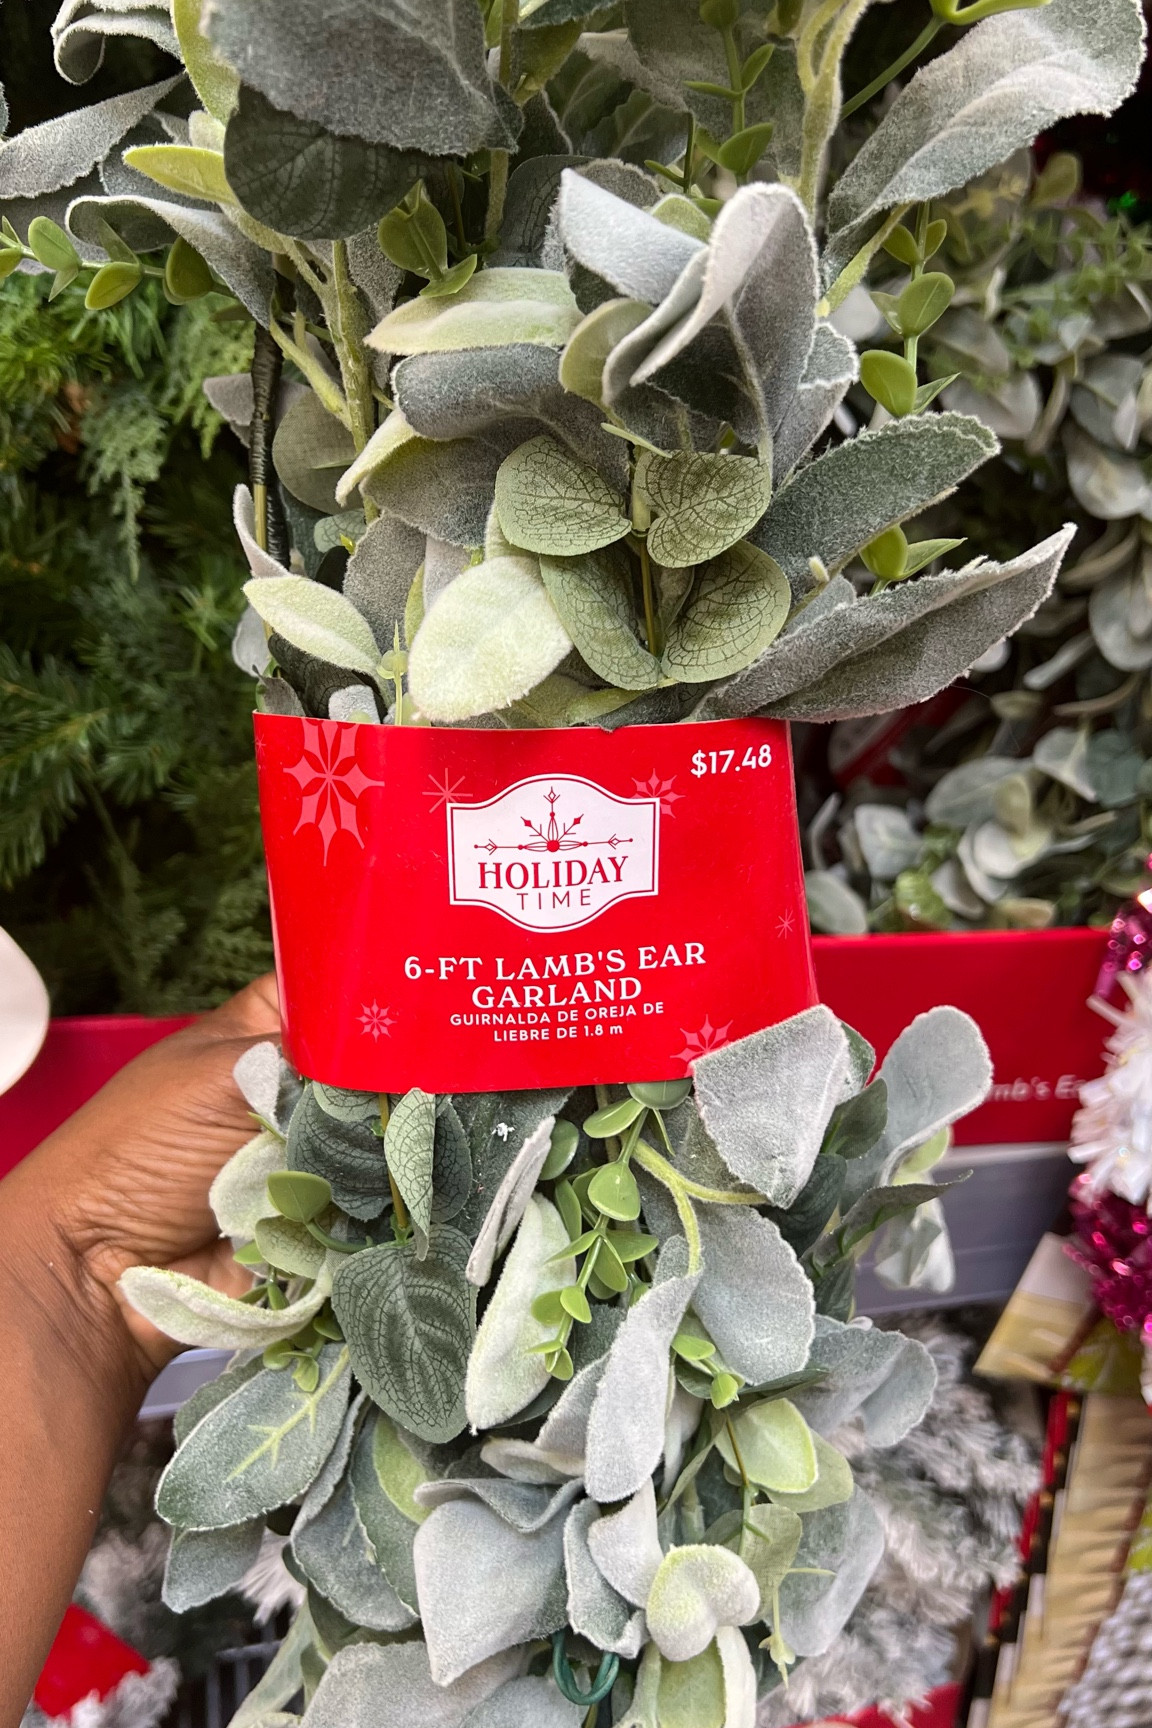 $17.48
HOLIDAY
TIME
6-FT LAMB'S EAR
GARLAND
GUIRNALDA DE OREJA DE
LIEBRE DE 1.8 m